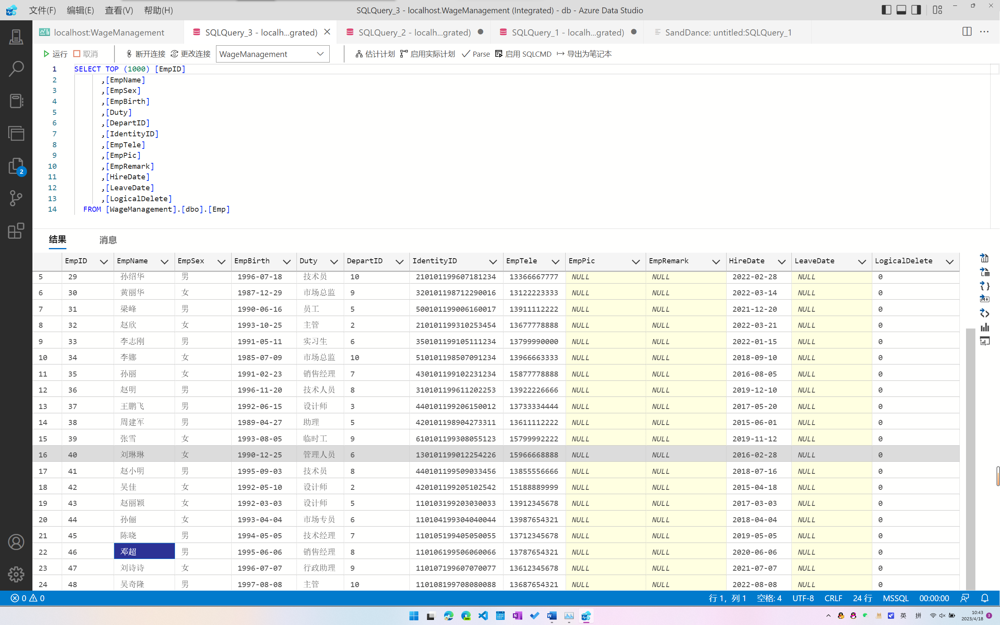 文件(F) 编辑(E) 查看(V) 帮助(H) SQLQuery_3 - localhost.WageManagement (Integrated) - db - Azure Data Studio
localhost:WageManagement SQLQuery_3 - localh...grated) SQLQuery_2 - localh...grated) SQLQuery_1 - localh...grated) SandDance: untitled:SQLQuery_1
运行 取消 断开连接 更改连接 WageManagement 估计计划 启用实际计划 Parse 启用 SQLCMD 导出为笔记本
1 SELECT TOP (1000) [EmpID]
2 ,[EmpName]
3 ,[EmpSex]
4 ,[EmpBirth]
5 ,[Duty]
6 ,[DepartID]
7 ,[IdentityID]
8 ,[EmpTele]
9 ,[EmpPic]
10 ,[EmpRemark]
11 ,[HireDate]
12 ,[LeaveDate]
13 ,[LogicalDelete]
14 FROM [WageManagement].[dbo].[Emp]
2
结果 消息
EmpID EmpName EmpSex EmpBirth Duty DepartID IdentityID EmpTele EmpPic EmpRemark HireDate LeaveDate LogicalDelete
5 29 孙绍华 男 1996-07-18 技术员 10 210101199607181234 13366667777 NULL NULL 2022-02-28 NULL 0
6 30 黄丽华 女 1987-12-29 市场总监 9 320101198712290016 13122223333 NULL NULL 2022-03-14 NULL 0
7 31 梁峰 男 1990-06-16 员工 5 500101199006160017 13911112222 NULL NULL 2021-12-20 NULL 0
8 32 赵欣 女 1993-10-25 主管 2 210101199310253454 13677778888 NULL NULL 2022-03-21 NULL 0
9 33 李志刚 男 1991-05-11 实习生 6 350101199105111234 13799990000 NULL NULL 2022-01-15 NULL 0
10 34 李娜 女 1985-07-09 市场总监 10 510101198507091234 13966663333 NULL NULL 2018-09-10 NULL 0
11 35 孙丽 女 1991-02-23 销售经理 7 430101199102231234 15877778888 NULL NULL 2016-08-05 NULL 0
12 36 赵明 男 1996-11-20 技术人员 8 310101199611202253 13922226666 NULL NULL 2019-12-10 NULL 0
13 37 王鹏飞 男 1992-06-15 设计师 3 440101199206150012 13733334444 NULL NULL 2017-05-20 NULL 0
14 38 周建军 男 1989-04-27 助理 5 420101198904273311 13611112222 NULL NULL 2015-06-01 NULL 0
15 39 张雪 女 1993-08-05 临时工 9 610101199308055123 15799992222 NULL NULL 2019-11-12 NULL 0
16 40 刘琳琳 女 1990-12-25 管理人员 6 130101199012254226 15966668888 NULL NULL 2016-02-28 NULL 0
17 41 赵小明 男 1995-09-03 技术员 8 440101199509033456 13855556666 NULL NULL 2018-07-16 NULL 0
18 42 吴佳 女 1992-05-10 设计师 2 420101199205102542 15188889999 NULL NULL 2015-04-18 NULL 0
19 43 赵丽颖 女 1992-03-03 设计师 5 110103199203030033 13912345678 NULL NULL 2017-03-03 NULL 0
20 44 孙俪 女 1993-04-04 市场专员 6 110104199304040044 13987654321 NULL NULL 2018-04-04 NULL 0
21 45 陈晓 男 1994-05-05 技术经理 7 110105199405050055 13712345678 NULL NULL 2019-05-05 NULL 0
22 46 邓超 男 1995-06-06 销售经理 8 110106199506060066 13787654321 NULL NULL 2020-06-06 NULL 0
23 47 刘诗诗 女 1996-07-07 行政助理 9 110107199607070077 13612345678 NULL NULL 2021-07-07 NULL 0
24 48 吴奇隆 男 1997-08-08 主管 10 110108199708080088 13687654321 NULL NULL 2022-08-08 NULL 0
0 0 行 1，列 1 空格: 4 UTF-8 CRLF 24 行 MSSQL 00:00:00
英 拼 10:43
2023/4/18 3